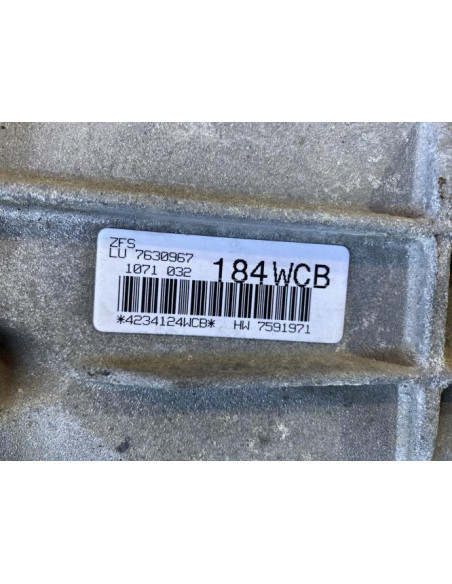 ZFS
LU 7630967
1071 032 184WCB
*4234124WCB* HW 7591971